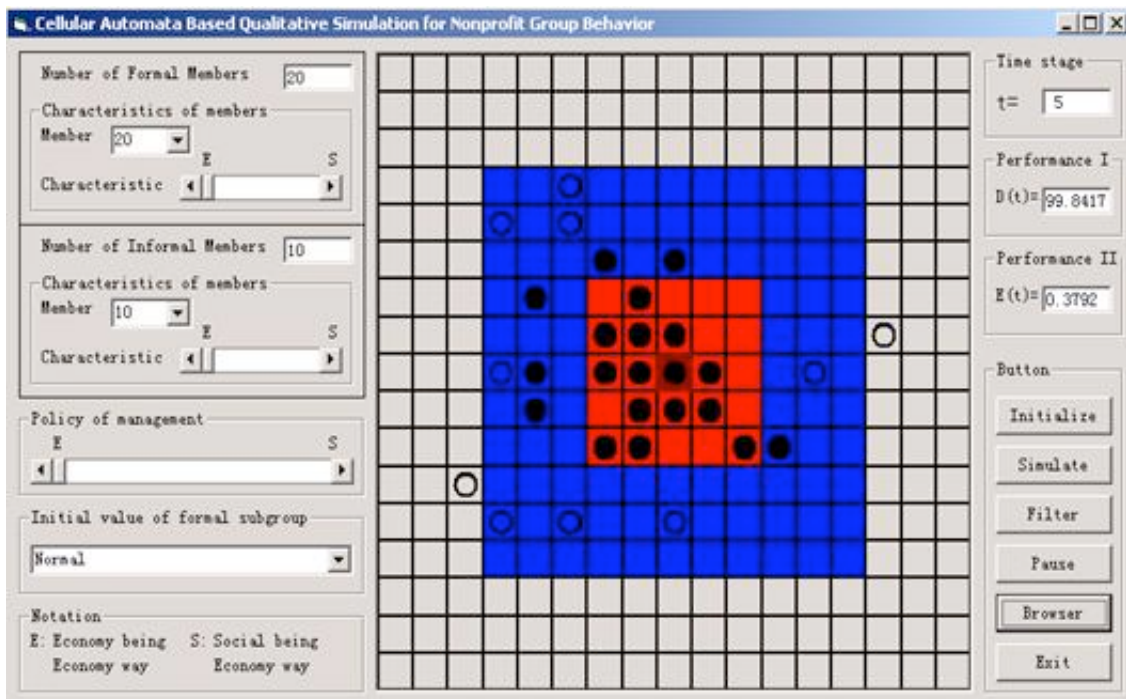 Cellular Automata Based Qualitative Simulation for Nonprofit Group Behavior
Number of Formal Members 20
Characteristics of members
Member 20
E S
Characteristic
Number of Informal Members 10
Characteristics of members
Member 10
E S
Characteristic
Policy of management
E S
Initial value of formal subgroup
Normal
Notation
E: Economy being S: Social being
Economy way Economy way
Time stage
t= 5
Performance I
D(t)= 99.8417
Performance II
E(t)= 0.3792
Button
Initialize
Simulate
Filter
Pause
Browser
Exit